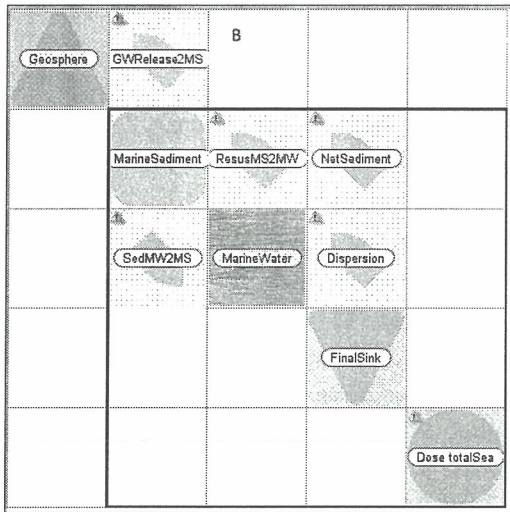 B
Geosphere
GWRelease2MS
MarineSediment
ResusMS2MW
NetSediment
SedMW2MS
MarineWater
Dispersion
FinalSink
Dose totalSea